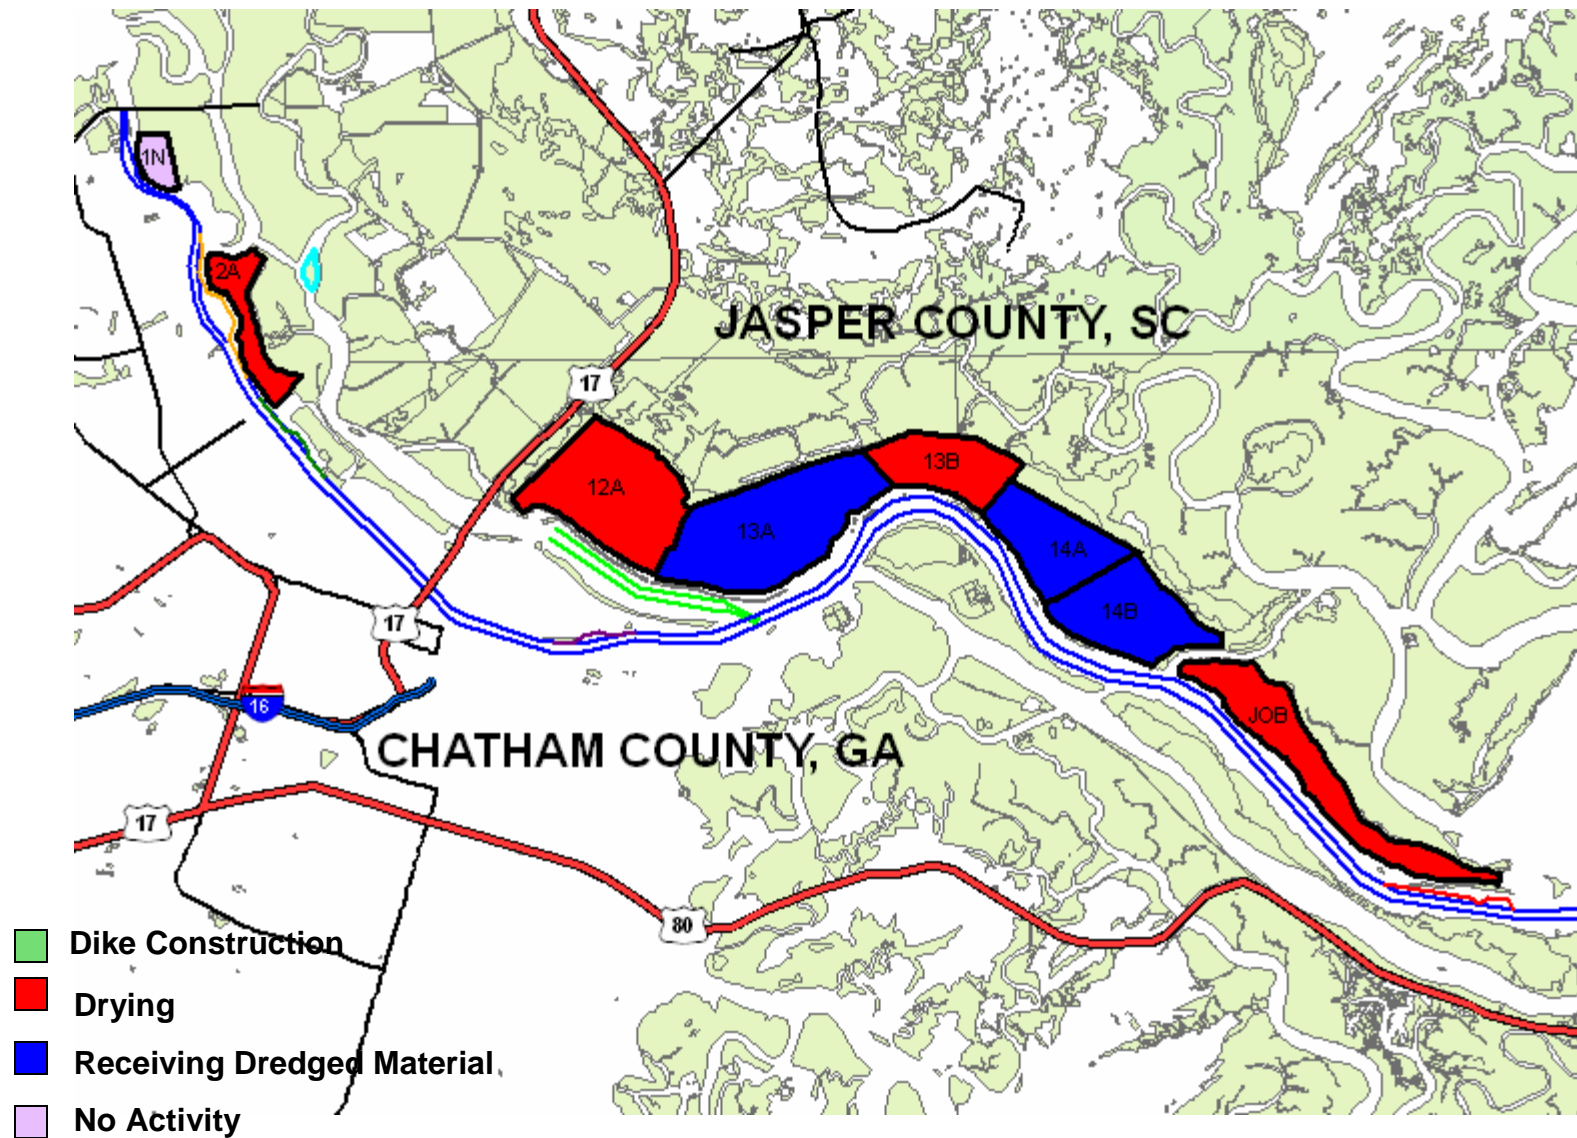 1N
2A
JASPER COUNTY, SC
17
13B
12A
13A
14A
14B
17
16
JOB
CHATHAM COUNTY, GA
17
80
Dike Construction
Drying
Receiving Dredged Material
No Activity